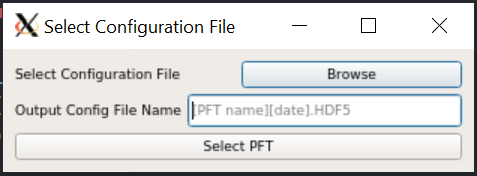 Select Configuration File
Select Configuration File Browse
Output Config File Name [PFT name][date].HDF5
Select PFT